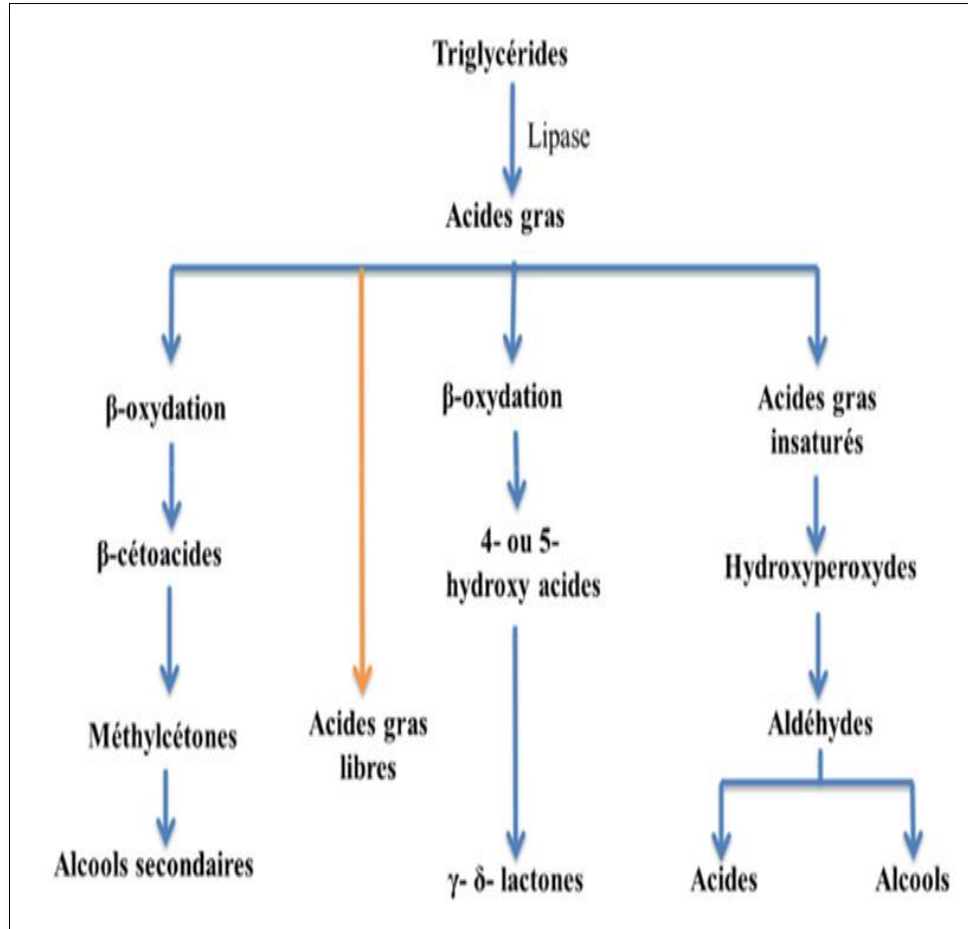 Triglycérides
Lipase
Acides gras
β-oxydation
β-cétoacides
Méthylcétones
Alcools secondaires
Acides gras
libres
β-oxydation
4- ou 5-
hydroxy acides
γ- δ- lactones
Acides gras
insaturés
Hydroxyperoxydes
Aldéhydes
Acides
Alcools